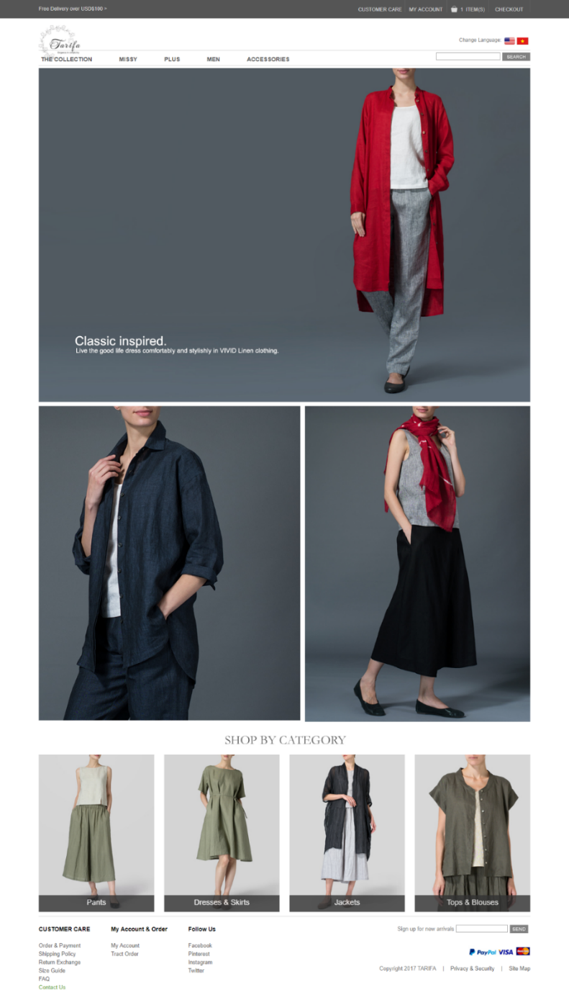 Free Delivery over USD$100 >
CUSTOMER CARE
MY ACCOUNT
1 ITEM(S)
CHECKOUT
Tarifa
Change Language:
THE COLLECTION
MISSY
PLUS
MEN
ACCESSORIES
SEARCH
Classic inspired.
Live the good life dress comfortably and stylishly in VIVID Linen clothing.
SHOP BY CATEGORY
Pants
Dresses & Skirts
Jackets
Tops & Blouses
CUSTOMER CARE
Order & Payment
Shipping Policy
Return Exchange
Size Guide
FAQ
Contact Us
My Account & Order
My Account
Tract Order
Follow Us
Facebook
Pinterest
Instagram
Twitter
Sign up for new arrivals
SEND
PayPal VISA
Copyright 2017 TARIFA | Privacy & Security | Site Map